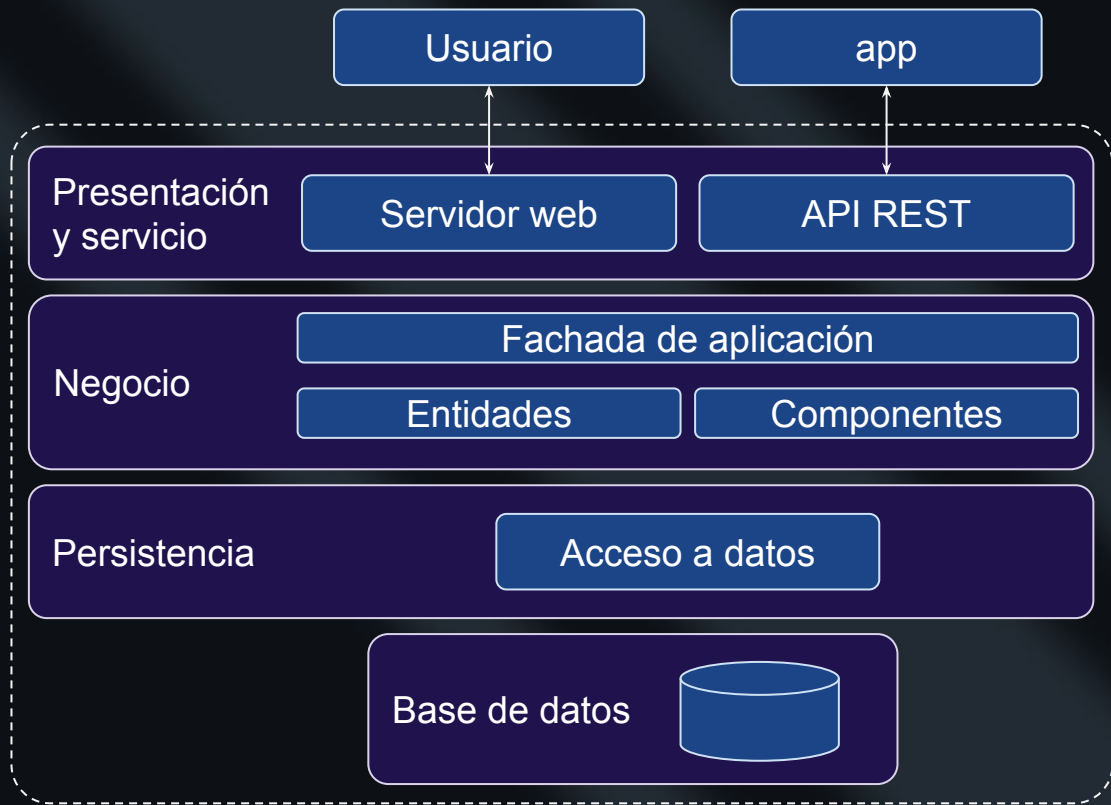 Usuario
app
Presentación
y servicio
Servidor web
API REST
Negocio
Fachada de aplicación
Entidades
Componentes
Persistencia
Acceso a datos
Base de datos